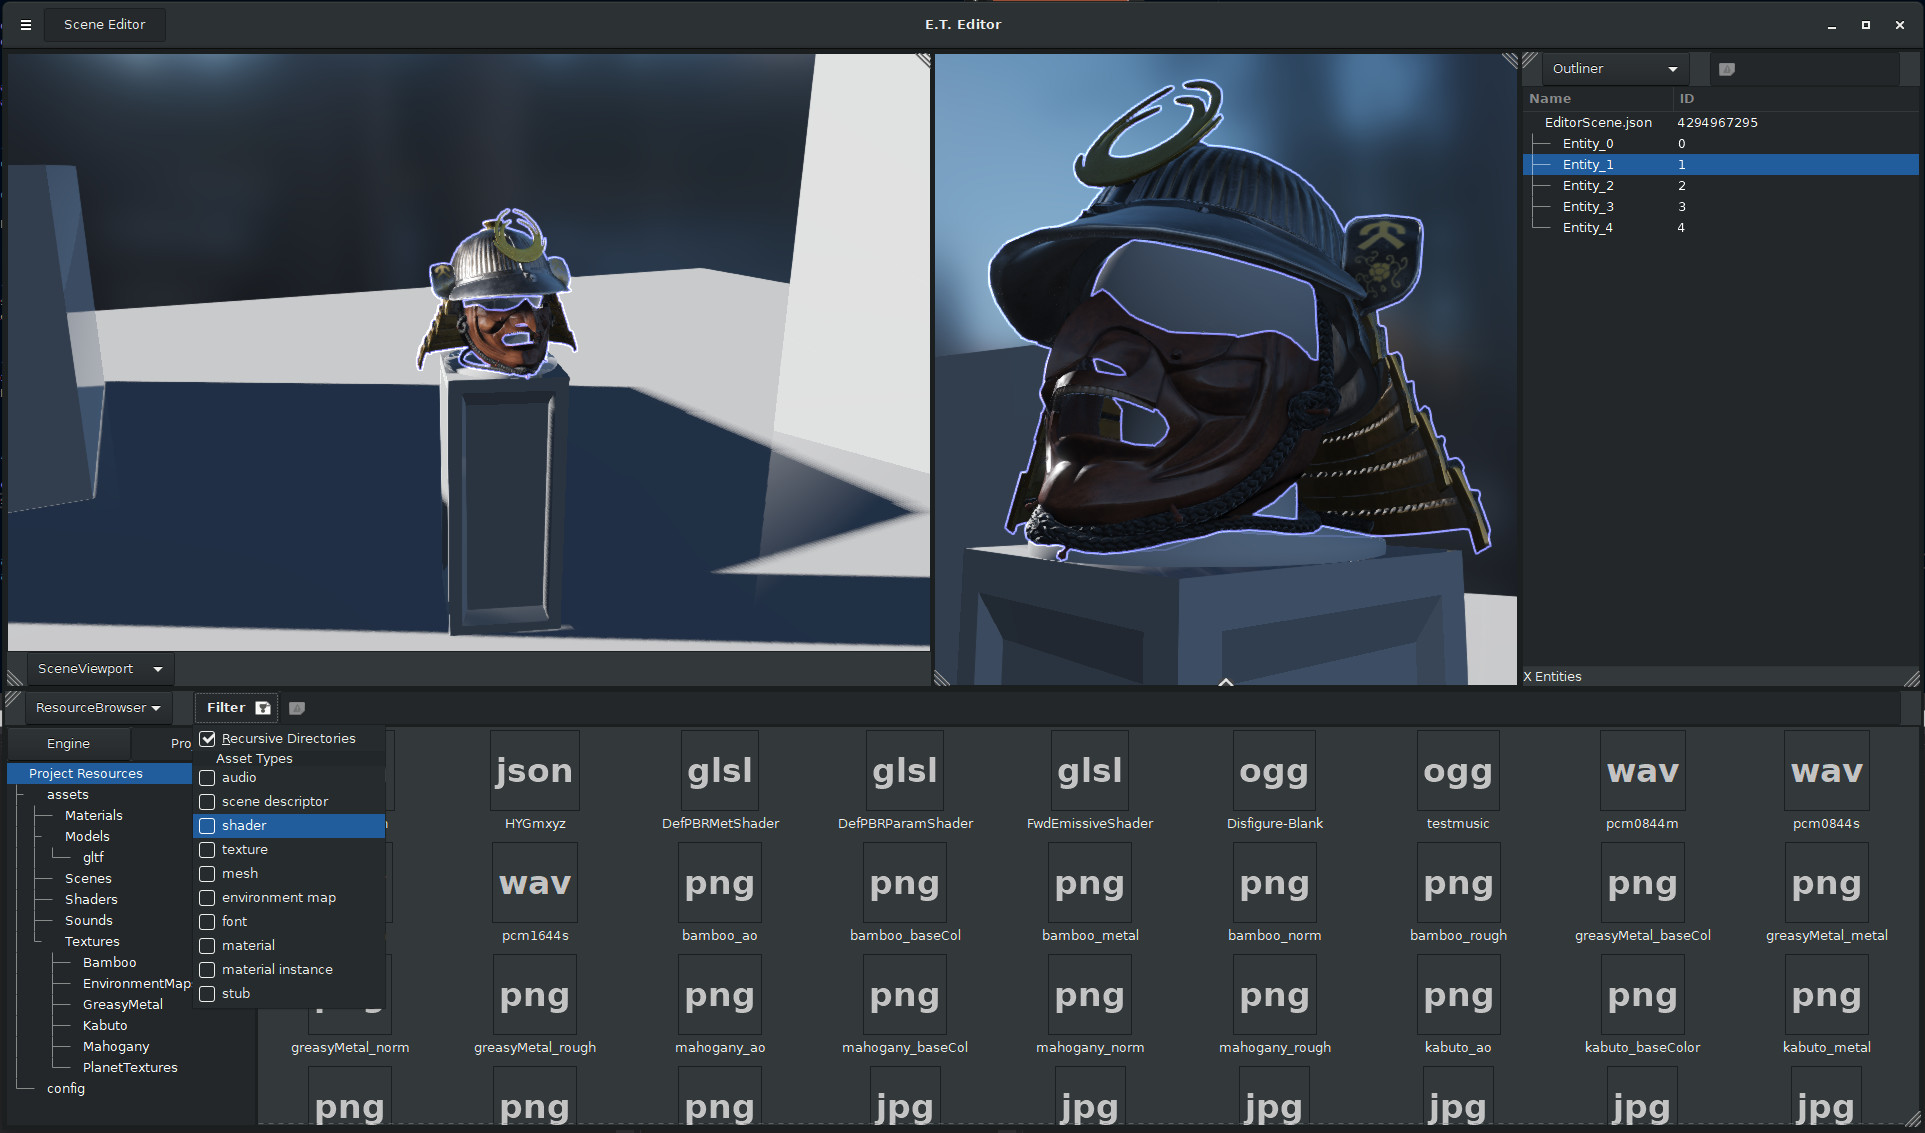 Scene Editor
E.T. Editor
Outliner
Name ID
EditorScene.json 4294967295
Entity_0 0
Entity_1 1
Entity_2 2
Entity_3 3
Entity_4 4
X Entities
SceneViewport
ResourceBrowser
Filter
Engine
Pro
Project Resources
assets
Materials
Models
gltf
Scenes
Shaders
Sounds
Textures
Bamboo
EnvironmentMap
GreasyMetal
Kabuto
Mahogany
PlanetTextures
config
Recursive Directories
Asset Types
audio
scene descriptor
shader
texture
mesh
environment map
font
material
material instance
stub
json glsl glsl glsl ogg ogg wav wav
HYGmxyz DefPBRMetShader DefPBRParamShader FwdEmissiveShader Disfigure-Blank testmusic pcm0844m pcm0844s
wav png png png png png png png
pcm1644s bamboo_ao bamboo_baseCol bamboo_metal bamboo_norm bamboo_rough greasyMetal_baseCol greasyMetal_metal
png png png png png png png png
greasyMetal_norm greasyMetal_rough mahogany_ao mahogany_baseCol mahogany_norm mahogany_rough kabuto_ao kabuto_baseColor kabuto_metal
png png png jpg jpg jpg jpg jpg jpg